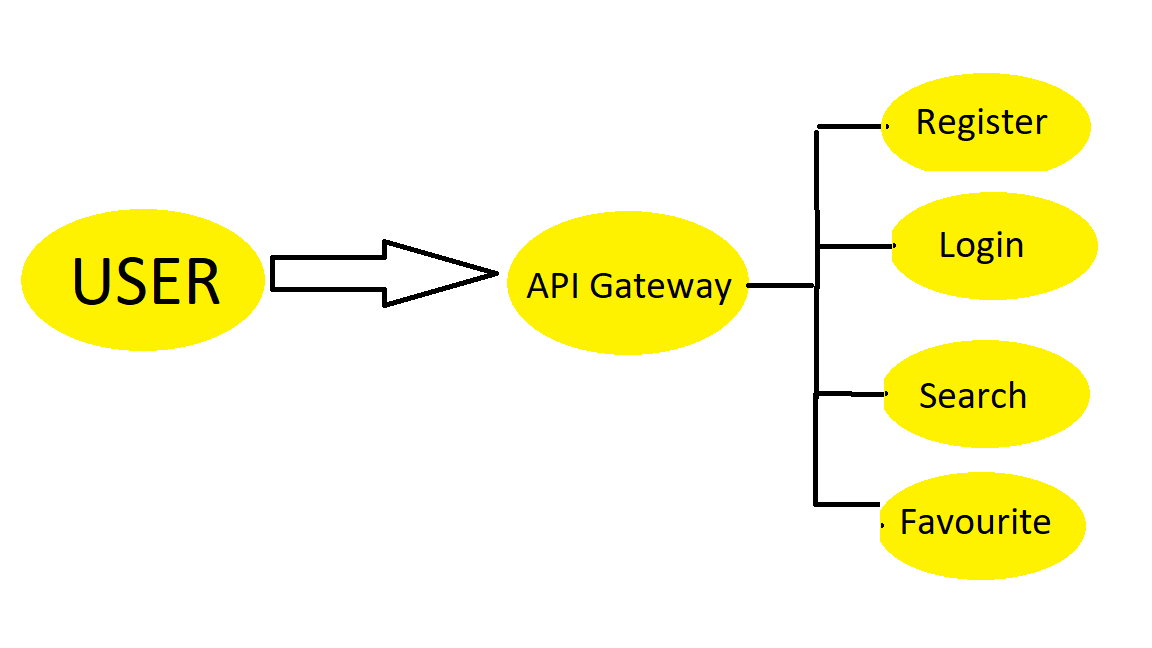 USER
API Gateway
Register
Login
Search
Favourite